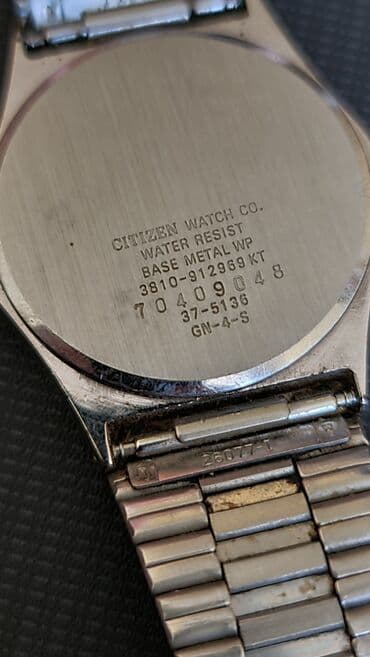 CITIZEN WATCH CO.
WATER RESIST
BASE METAL WP
3810-912969 KT
70409048
37-5136
GN-4-S
26077-T